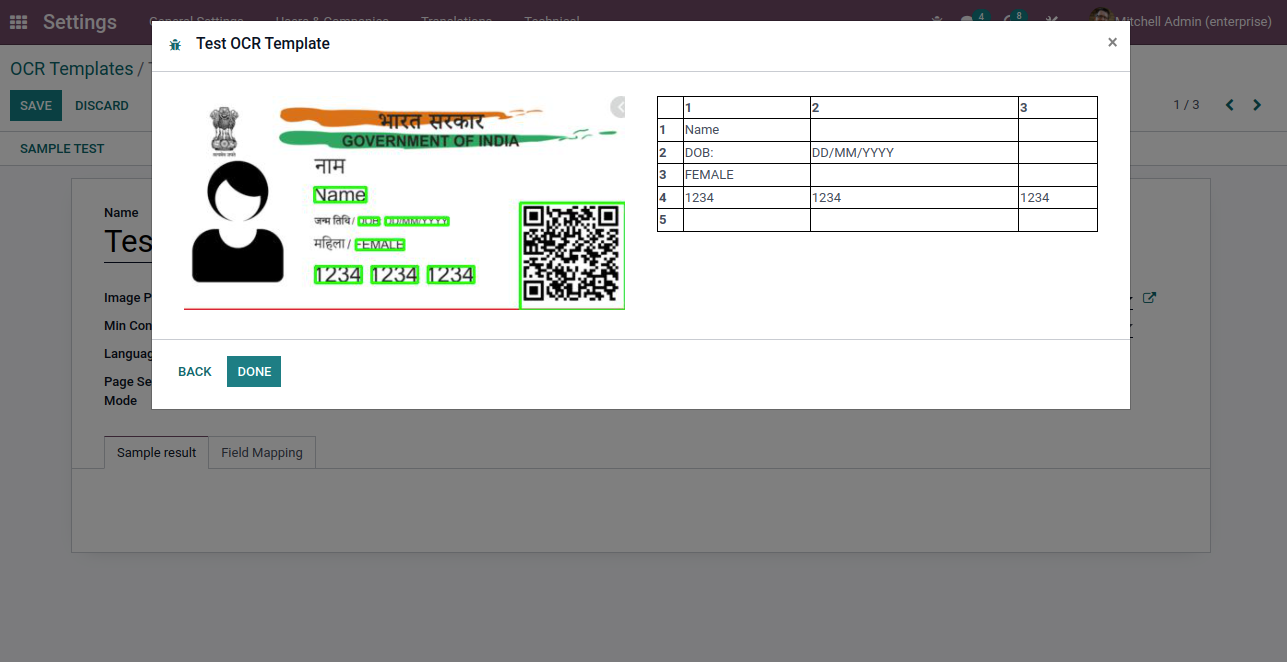 Settings
General Settings Users & Companies Translations Technical
4
8
Mitchell Admin (enterprise)
OCR Templates /
SAVE DISCARD
1 / 3
SAMPLE TEST
Test OCR Template
×
भारत सरकार
GOVERNMENT OF INDIA
सत्यमेव जयते
नाम
Name
जन्म तिथि / DOB: DD/MM/YYYY
महिला / FEMALE
1234 1234 1234
1 2 3
1 Name
2 DOB: DD/MM/YYYY
3 FEMALE
4 1234 1234 1234
5
BACK DONE
Name
Tes
Image P
Min Con
Languag
Page Se
Mode
Sample result Field Mapping